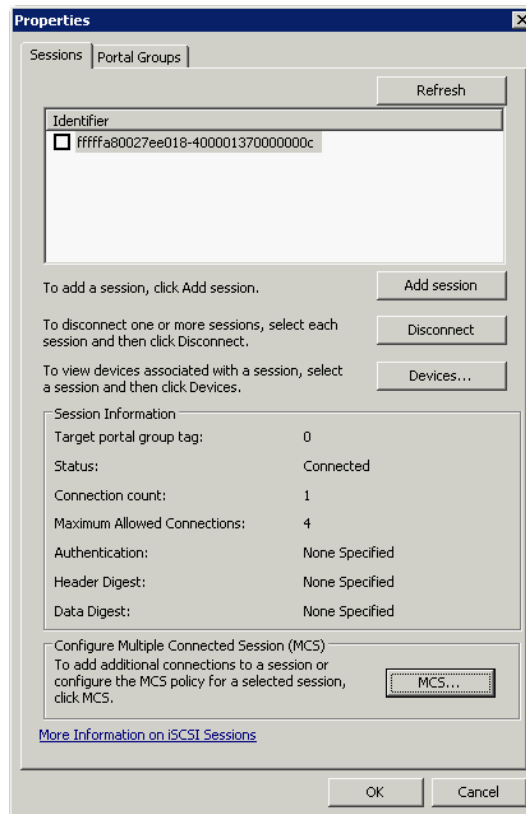 Properties
Sessions
Portal Groups
Refresh
Identifier
fffffa80027ee018-400001370000000c
To add a session, click Add session.
Add session
To disconnect one or more sessions, select each
session and then click Disconnect.
Disconnect
To view devices associated with a session, select
a session and then click Devices.
Devices...
Session Information
Target portal group tag: 0
Status: Connected
Connection count: 1
Maximum Allowed Connections: 4
Authentication: None Specified
Header Digest: None Specified
Data Digest: None Specified
Configure Multiple Connected Session (MCS)
To add additional connections to a session or
configure the MCS policy for a selected session,
click MCS.
MCS...
More Information on iSCSI Sessions
OK
Cancel